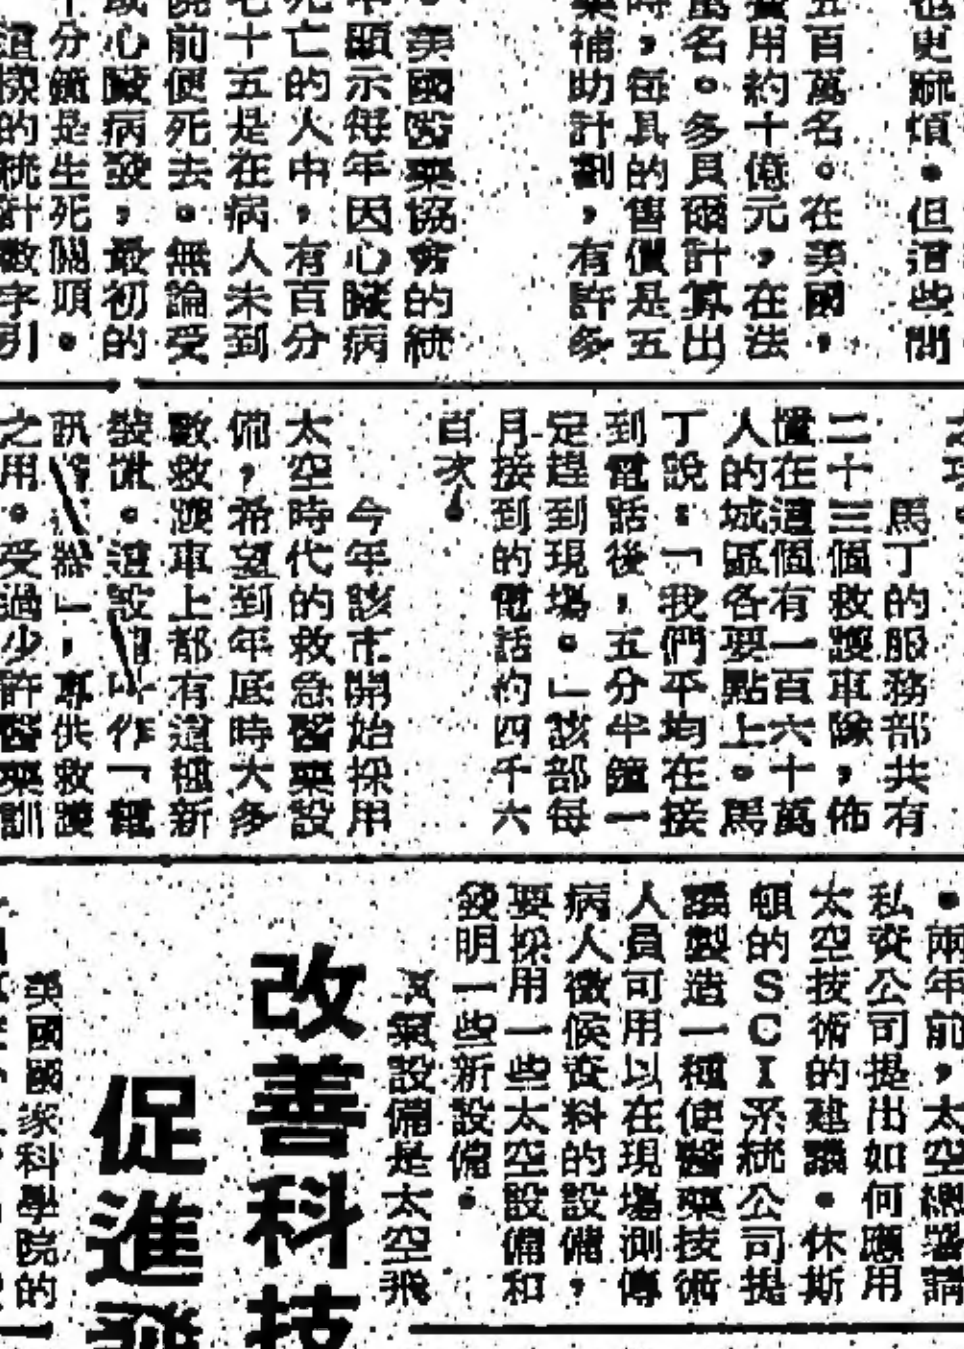 也更麻煩。但這些問
五百萬名。在美國，
費用約十億元，在法
萬名。多貝爾計算出
時，每具的售價是五
補助計劃，有許多
美國醫藥協會的統
顯示每年因心臟病
死亡的人中，有百分
七十五是在病人未到
院前便死去。無論受
或心臟病發，最初的
十分鐘是生死關頭。
這樣的統計數字引
馬丁的服務部共有
二十三個救護車隊，佈
置在這個有一百六十萬
人的城區各要點上。馬
丁說：「我們平均在接
到電話後，五分半鐘一
定趕到現場。」該部每
月接到的電話約四千六
百次。
今年該市開始採用
太空時代的救急醫藥設
備，希望到年底時大多
數救護車上都有這種新
裝備。這設備叫作「電
訊 器」，專供救護
之用。受過少許醫藥訓
。兩年前，太空總署請
私資公司提出如何應用
太空技術的建議。休斯
頓的SCI系統公司提
議製造一種使醫藥技術
人員可用以在現場測傳
病人徵候資料的設備，
要採用一些太空設備和
發明一些新設備。
氧氣設備是太空飛
改善科技
促進發
美國國家科學院的